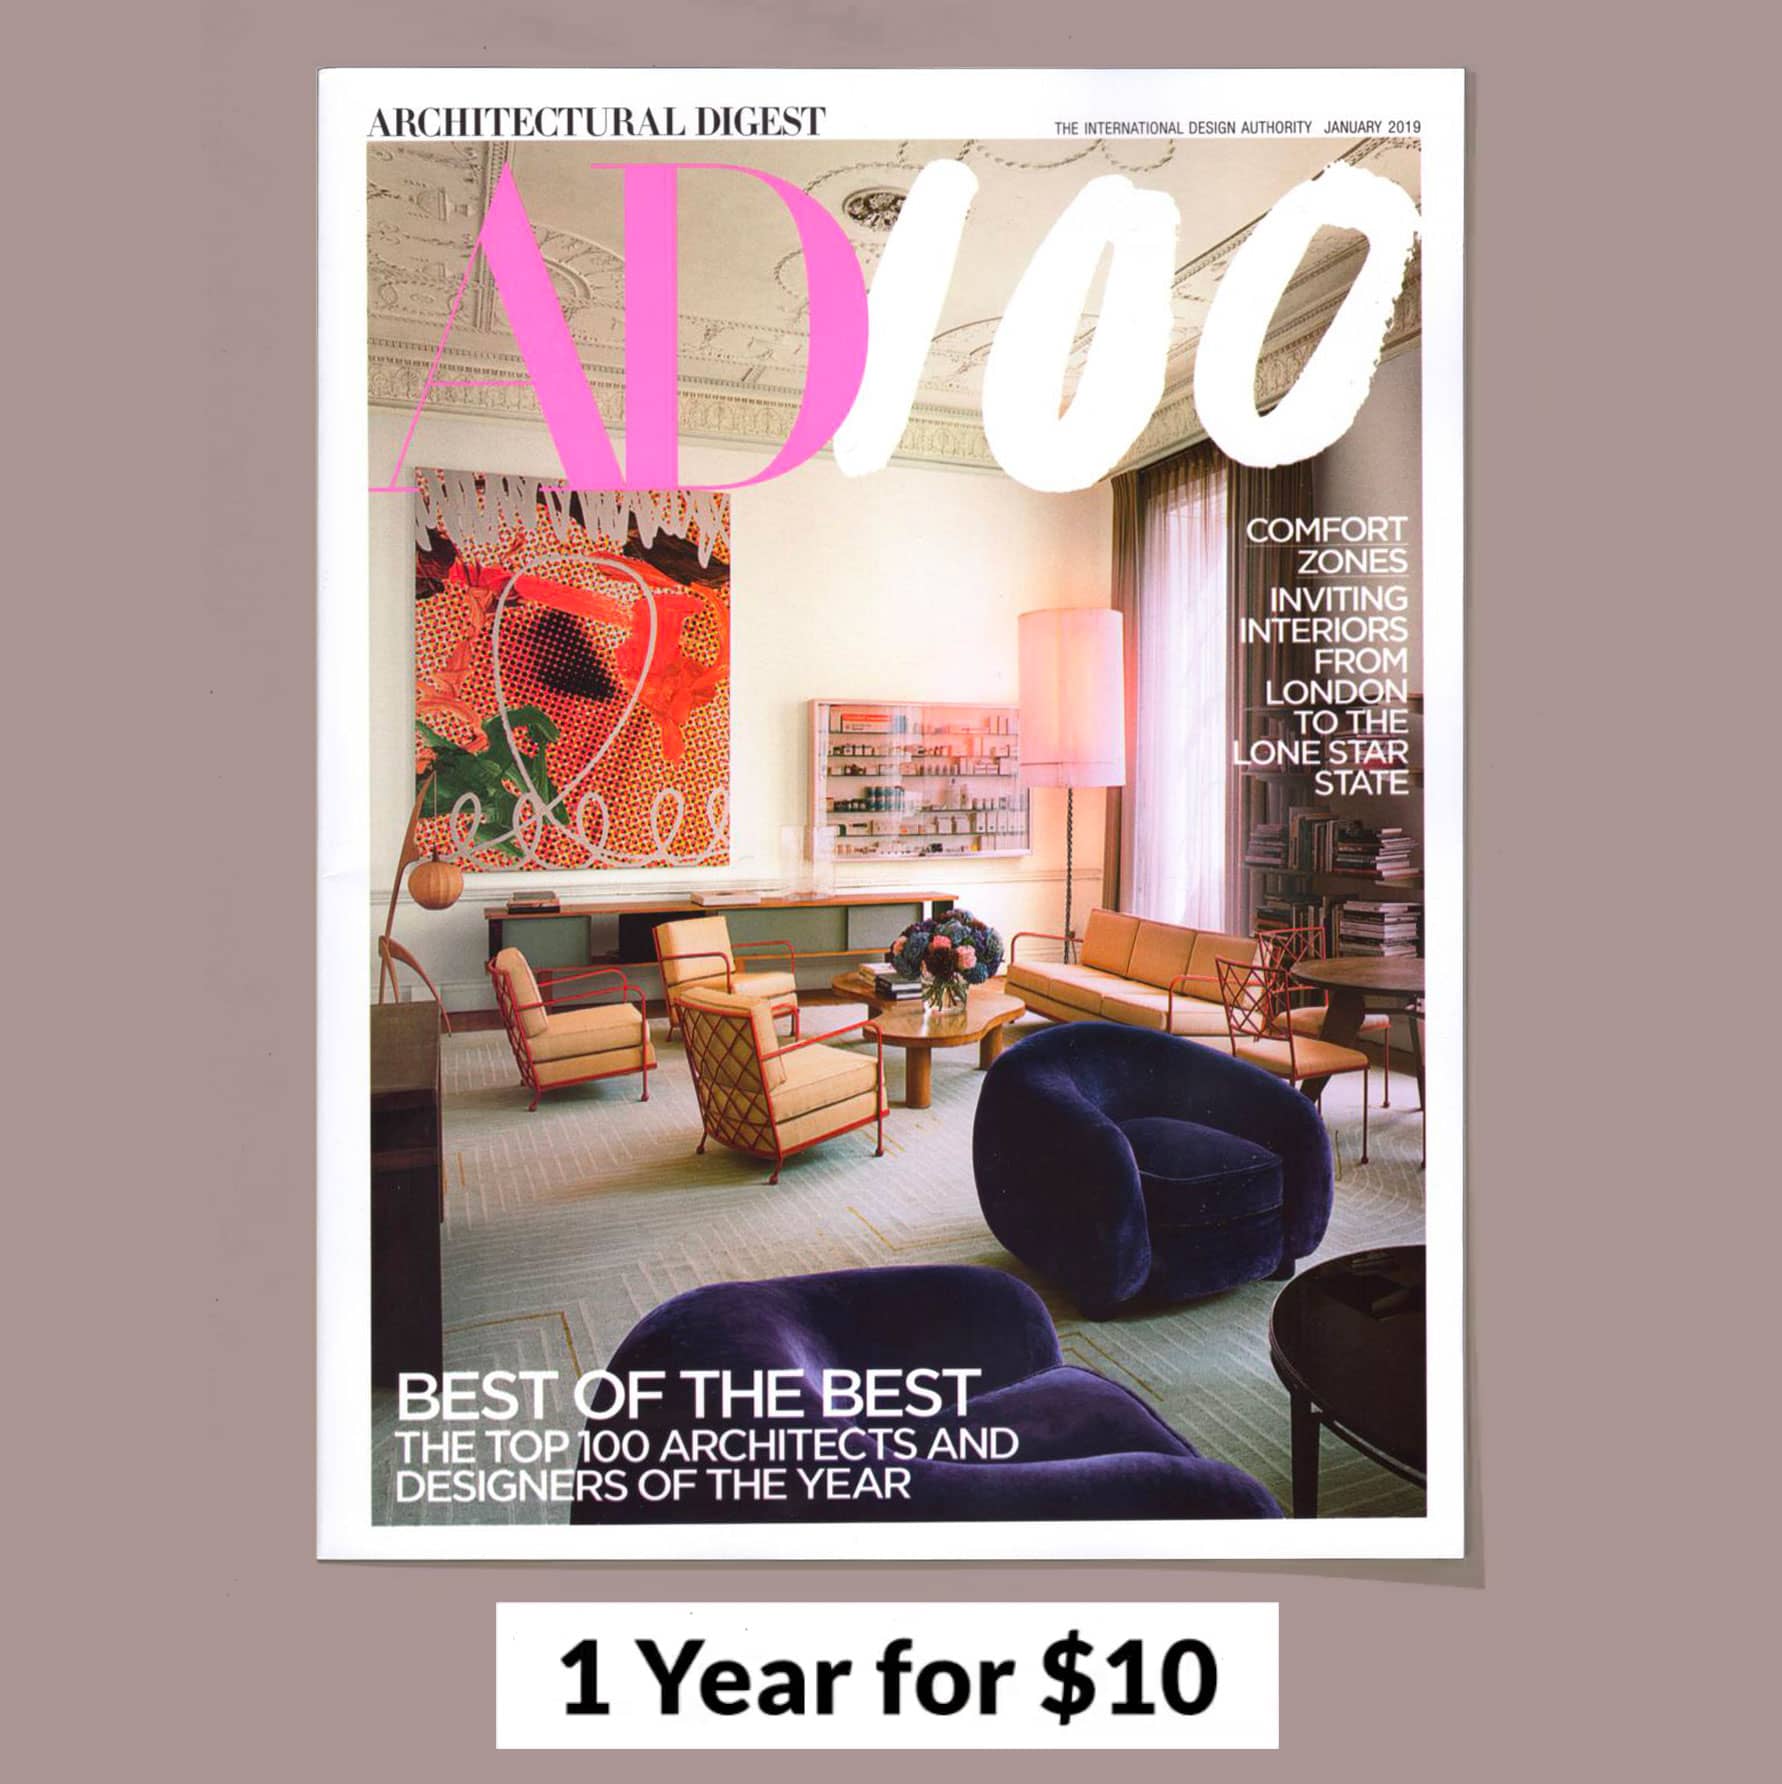 ARCHITECTURAL DIGEST
THE INTERNATIONAL DESIGN AUTHORITY JANUARY 2019
AD100
COMFORT
ZONES
INVITING
INTERIORS
FROM
LONDON
TO THE
LONE STAR
STATE
BEST OF THE BEST
THE TOP 100 ARCHITECTS AND
DESIGNERS OF THE YEAR
1 Year for $10